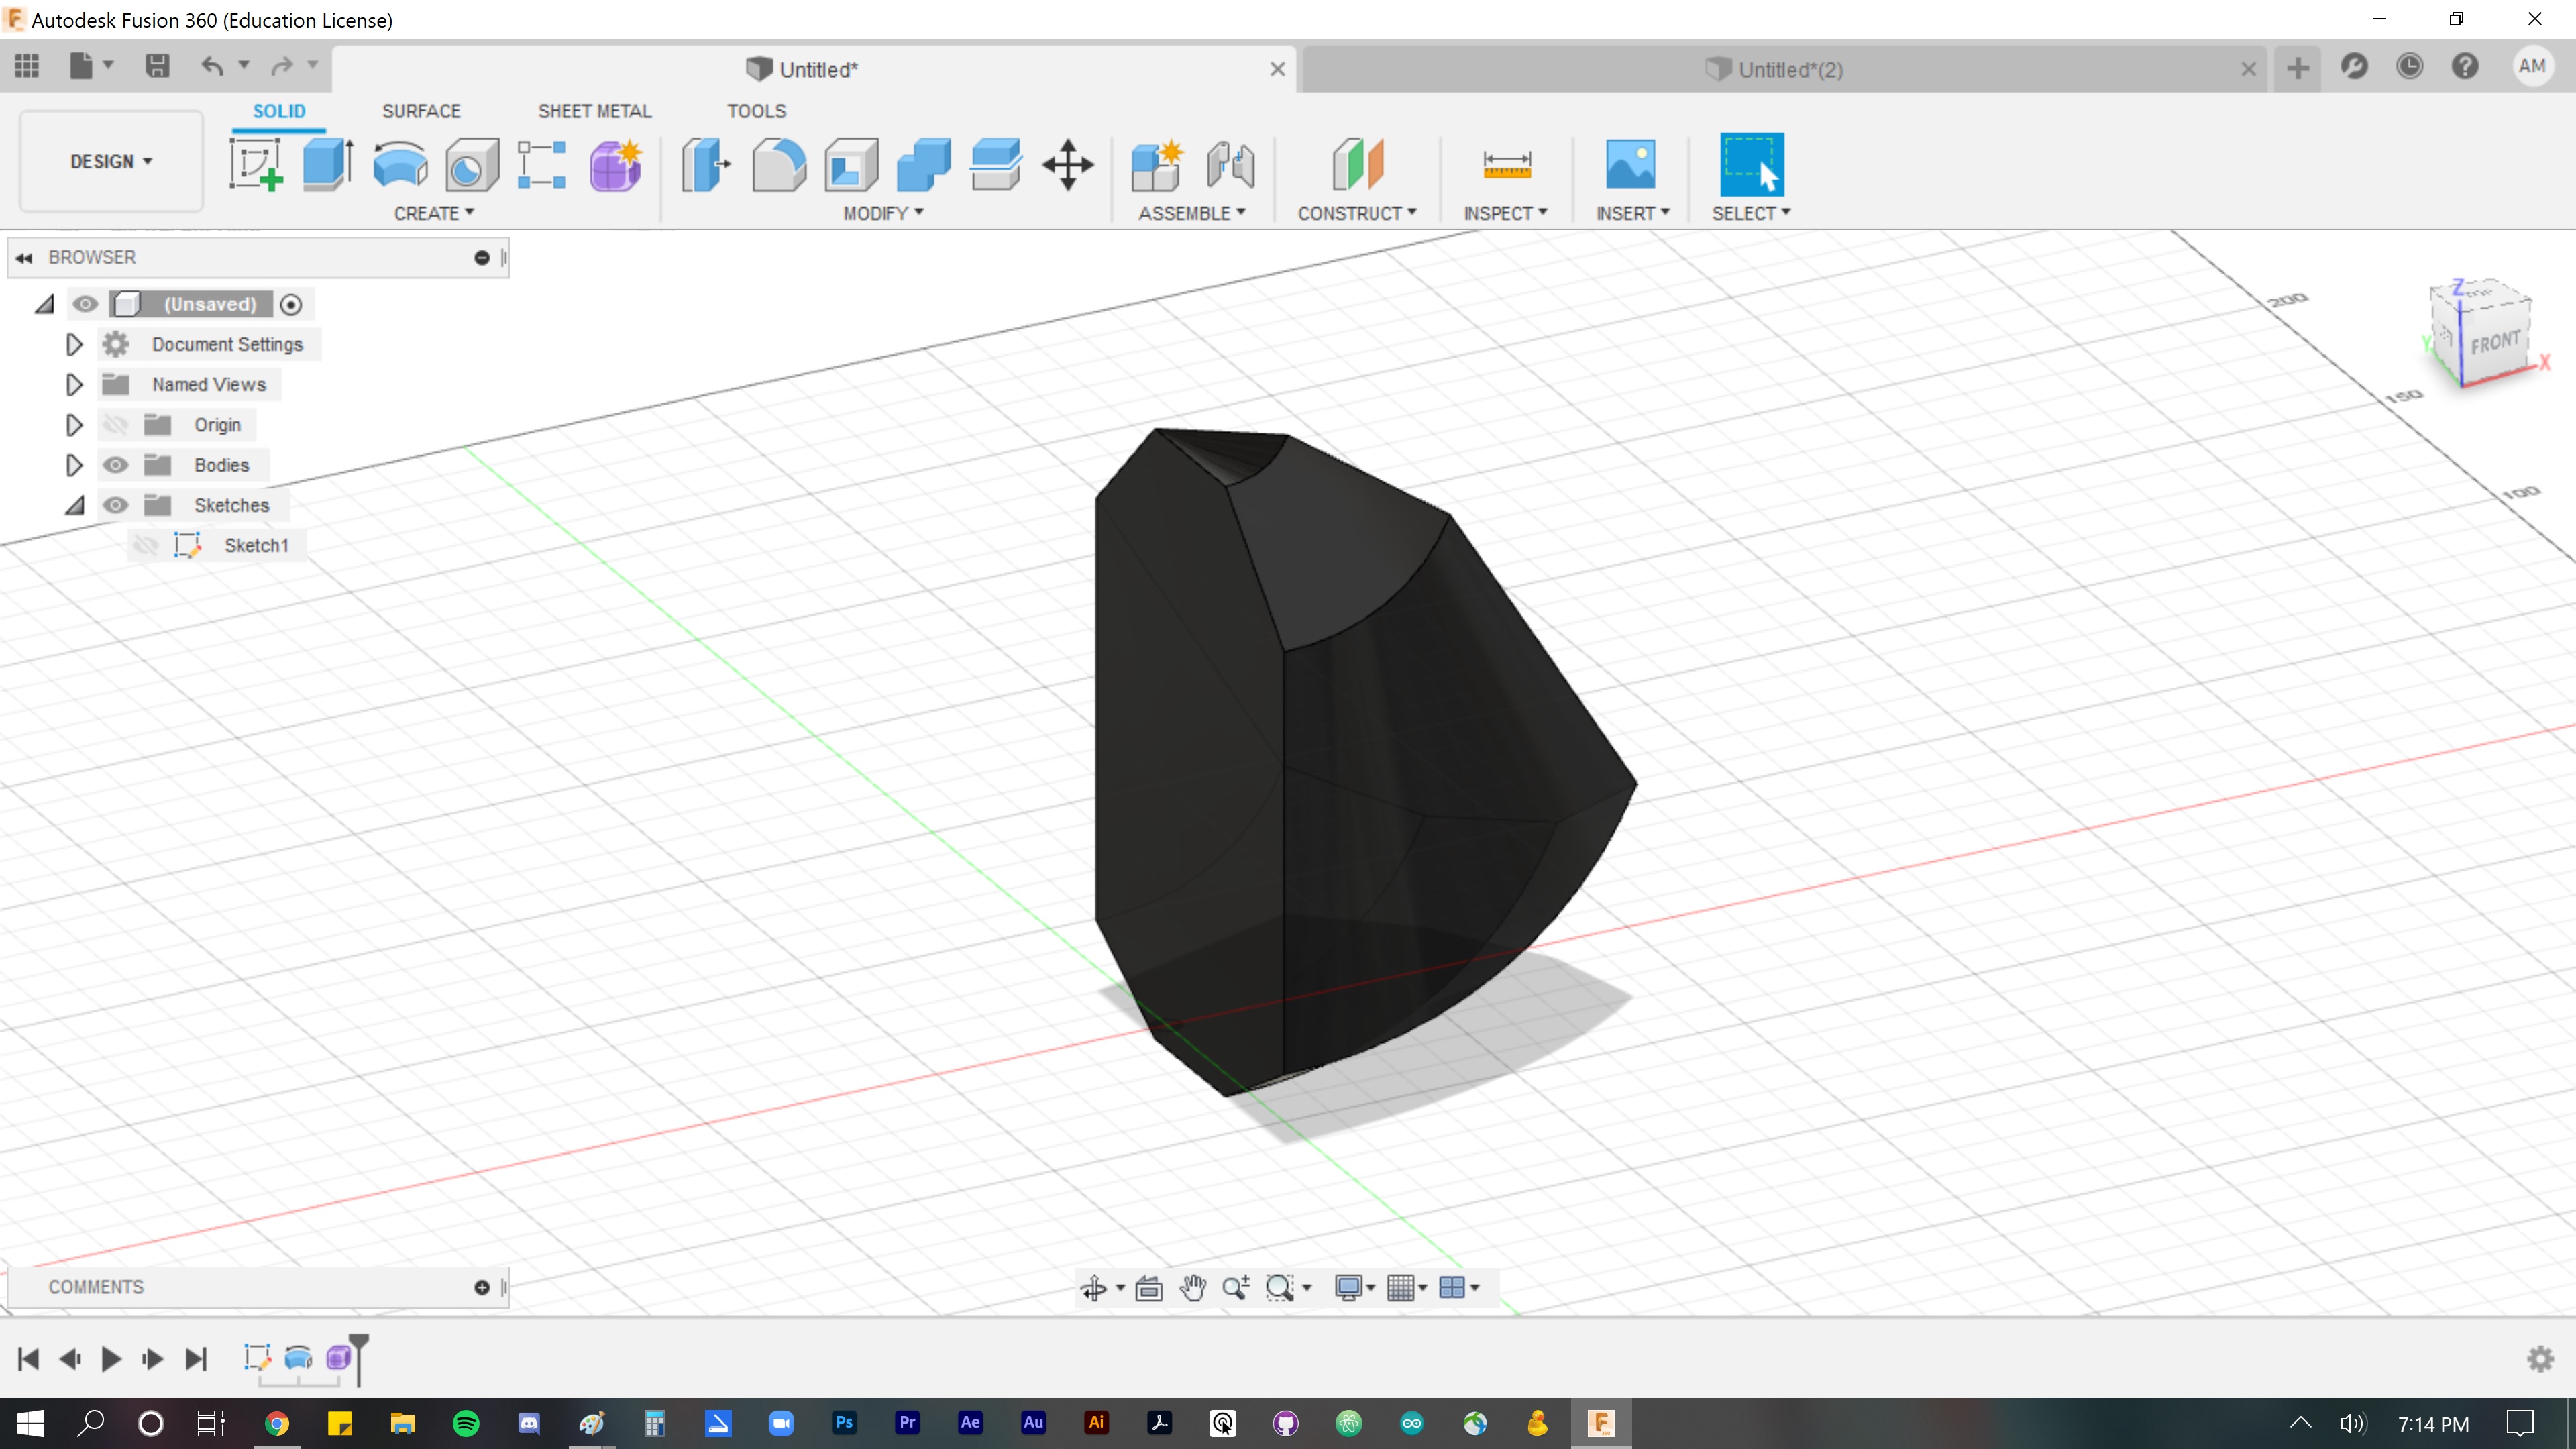 Autodesk Fusion 360 (Education License)
Untitled*
Untitled*(2)
AM
SOLID
SURFACE
SHEET METAL
TOOLS
DESIGN
CREATE
MODIFY
ASSEMBLE
CONSTRUCT
INSPECT
INSERT
SELECT
BROWSER
(Unsaved)
Document Settings
Named Views
Origin
Bodies
Sketches
Sketch1
200
150
100
Z
TOP
FRONT
Y
X
COMMENTS
Ps
Pr
Ae
Au
Ai
7:14 PM